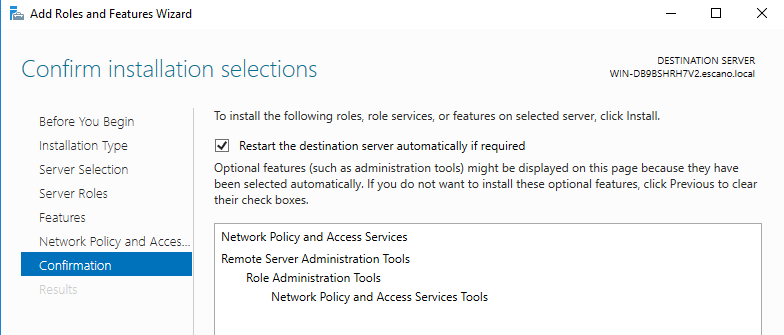 Add Roles and Features Wizard
Confirm installation selections
DESTINATION SERVER
WIN-DB9BSHRH7V2.escano.local
Before You Begin
Installation Type
Server Selection
Server Roles
Features
Network Policy and Acces...
Confirmation
Results
To install the following roles, role services, or features on selected server, click Install.
Restart the destination server automatically if required
Optional features (such as administration tools) might be displayed on this page because they have
been selected automatically. If you do not want to install these optional features, click Previous to clear
their check boxes.
Network Policy and Access Services
Remote Server Administration Tools
Role Administration Tools
Network Policy and Access Services Tools